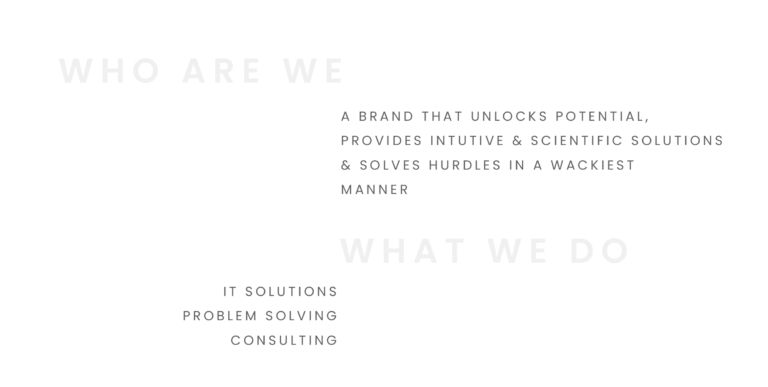 WHO ARE WE
A BRAND THAT UNLOCKS POTENTIAL,
PROVIDES INTUTIVE & SCIENTIFIC SOLUTIONS
& SOLVES HURDLES IN A WACKIEST
MANNER
WHAT WE DO
IT SOLUTIONS
PROBLEM SOLVING
CONSULTING